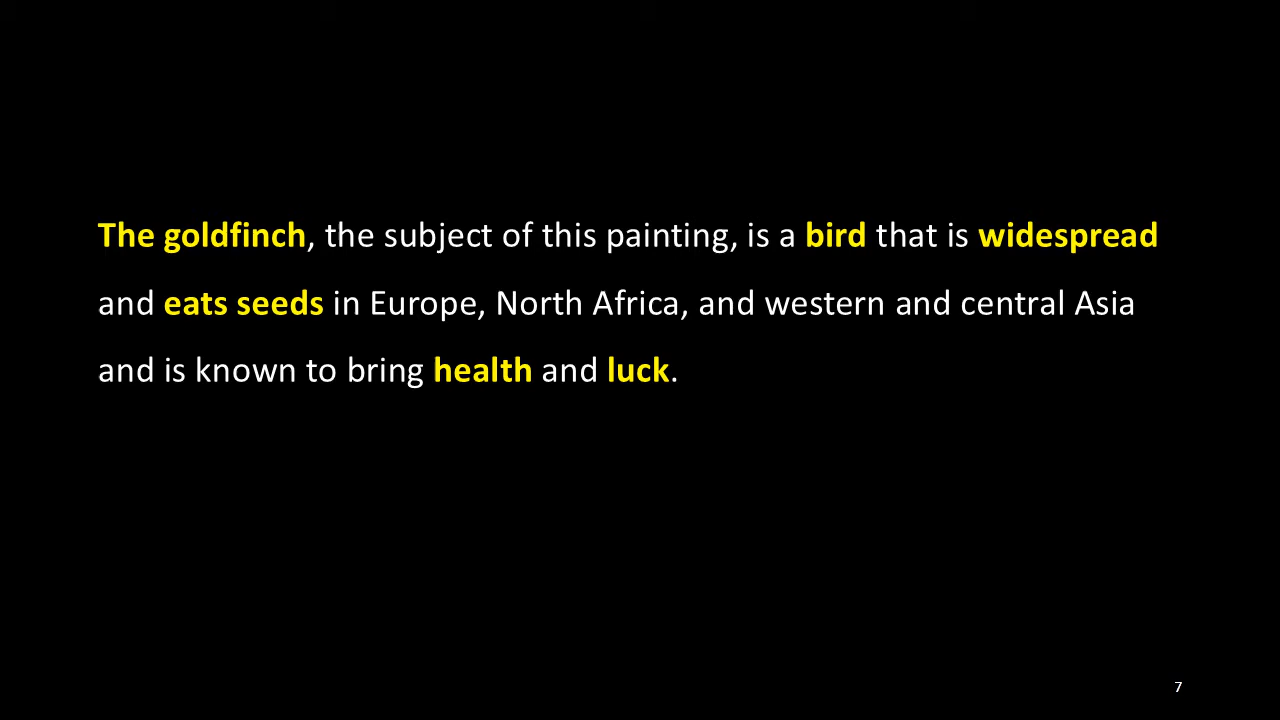 The goldfinch, the subject of this painting, is a bird that is widespread
and eats seeds in Europe, North Africa, and western and central Asia
and is known to bring health and luck.
7